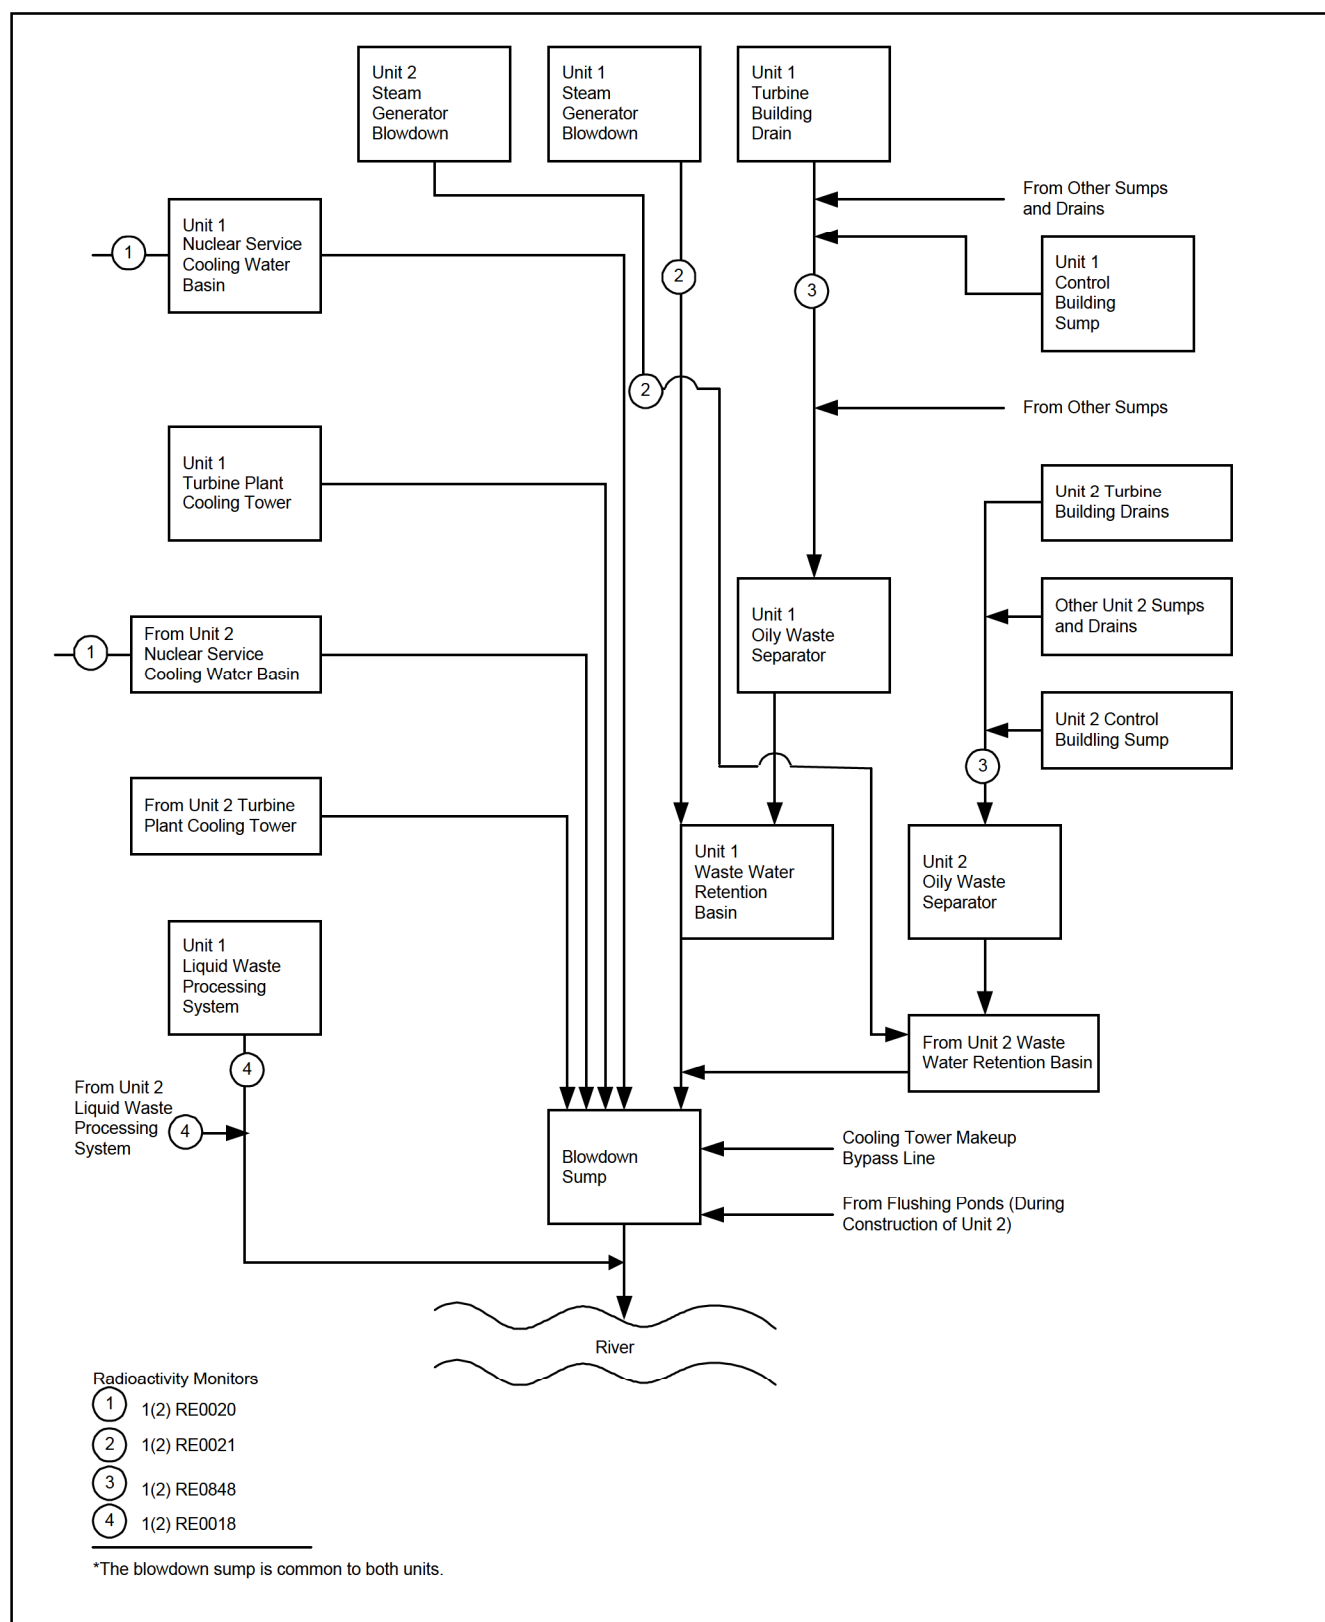 Unit 2
Steam
Generator
Blowdown
Unit 1
Steam
Generator
Blowdown
Unit 1
Turbine
Building
Drain
From Other Sumps
and Drains
Unit 1
Nuclear Service
Cooling Water
Basin
1
2
3
Unit 1
Control
Building
Sump
2
From Other Sumps
Unit 1
Turbine Plant
Cooling Tower
Unit 2 Turbine
Building Drains
Unit 1
Oily Waste
Separator
Other Unit 2 Sumps
and Drains
1
From Unit 2
Nuclear Service
Cooling Water Basin
Unit 2 Control
Buildling Sump
3
From Unit 2 Turbine
Plant Cooling Tower
Unit 1
Waste Water
Retention
Basin
Unit 2
Oily Waste
Separator
Unit 1
Liquid Waste
Processing
System
4
From Unit 2 Waste
Water Retention Basin
From Unit 2
Liquid Waste
Processing
System
4
Blowdown
Sump
Cooling Tower Makeup
Bypass Line
From Flushing Ponds (During
Construction of Unit 2)
River
Radioactivity Monitors
1 1(2) RE0020
2 1(2) RE0021
3 1(2) RE0848
4 1(2) RE0018
*The blowdown sump is common to both units.